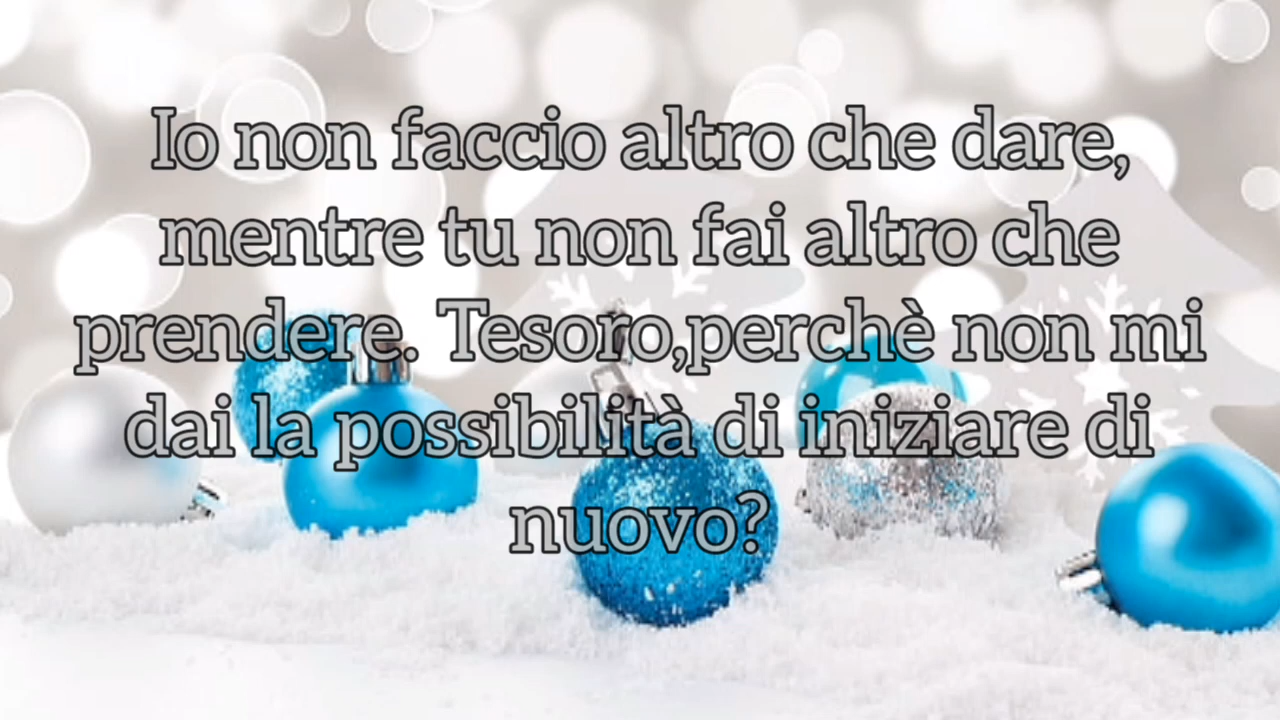 Io non faccio altro che dare,
mentre tu non fai altro che
prendere. Tesoro,perchè non mi
dai la possibilità di iniziare di
nuovo?